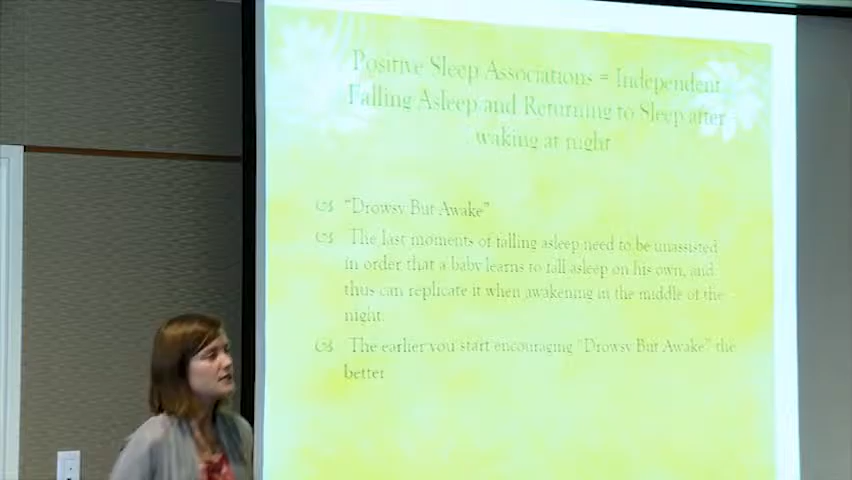 Positive Sleep Associations = Independent
Falling Asleep and Returning to Sleep after
waking at night
"Drowsy But Awake"
The last moments of falling asleep need to be unassisted
in order that a baby learns to fall asleep on his own, and
thus can replicate it when awakening in the middle of the
night.
The earlier you start encouraging "Drowsy But Awake" the
better